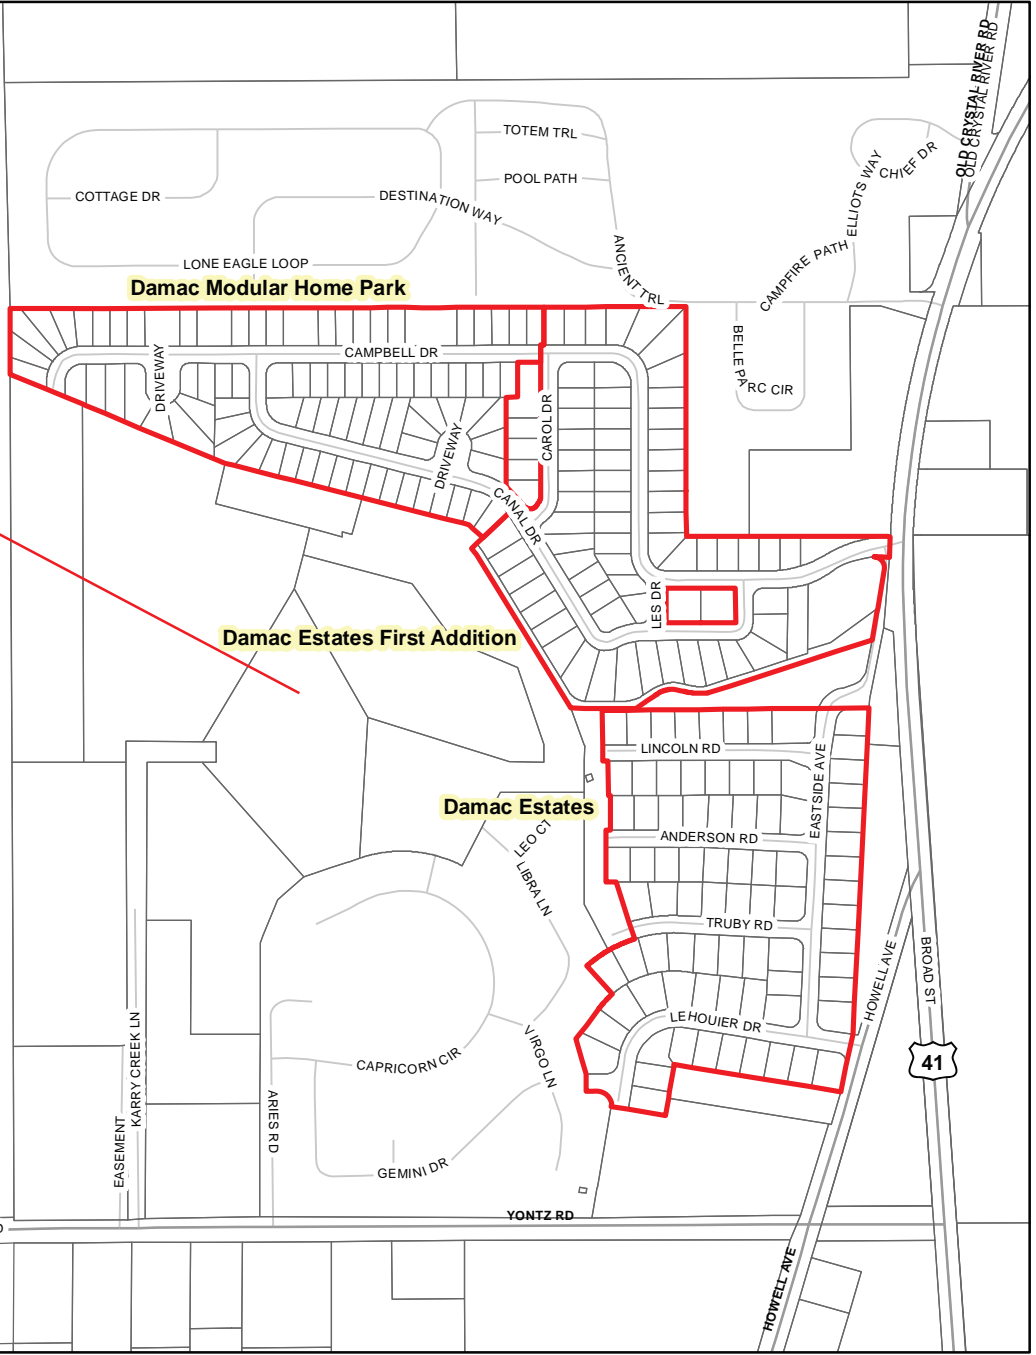 OLD CRYSTAL RIVER RD
OLD CRYSTAL RIVER RD
TOTEM TRL
CHIEF DR
ELLIOTS WAY
POOL PATH
COTTAGE DR
DESTINATION WAY
LONE EAGLE LOOP
ANCIENT TRL
CAMPFIRE PATH
Damac Modular Home Park
BELLE PARC CIR
CAMPBELL DR
DRIVEWAY
CAROL DR
DRIVEWAY
CANAL DR
LES DR
Damac Estates First Addition
LINCOLN RD
EASTSIDE AVE
Damac Estates
ANDERSON RD
LEO CT
LIBRA LN
TRUBY RD
HOWELL AVE
BROAD ST
LEHOUIER DR
VIRGO LN
41
CAPRICORN CIR
KARRY CREEK LN
ARIES RD
EASEMENT
GEMINI DR
YONTZ RD
HOWELL AVE